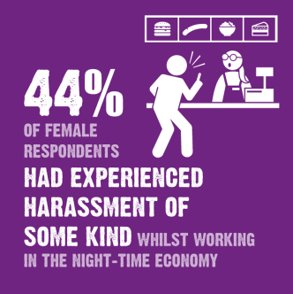 44%
OF FEMALE
RESPONDENTS
HAD EXPERIENCED
HARASSMENT OF
SOME KIND WHILST WORKING
IN THE NIGHT-TIME ECONOMY